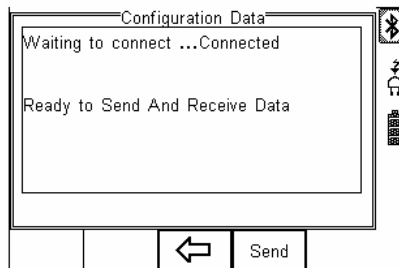 Configuration Data
Waiting to connect ...Connected
Ready to Send And Receive Data
Send